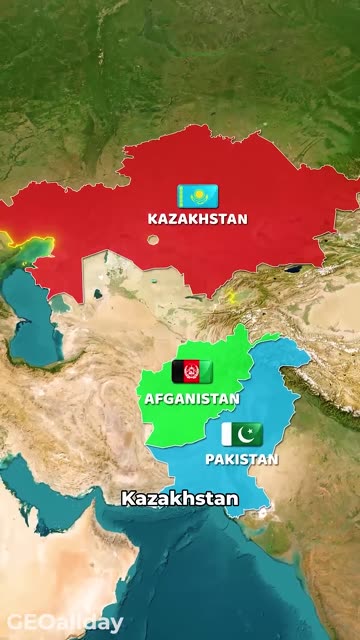 KAZAKHSTAN
AFGANISTAN
PAKISTAN
Kazakhstan
GEOallday